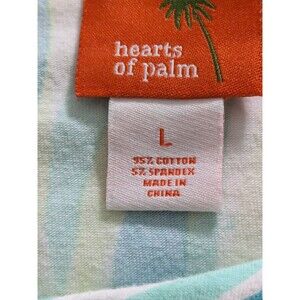 hearts
of palm
L
95% COTTON
5% SPANDEX
MADE IN
CHINA